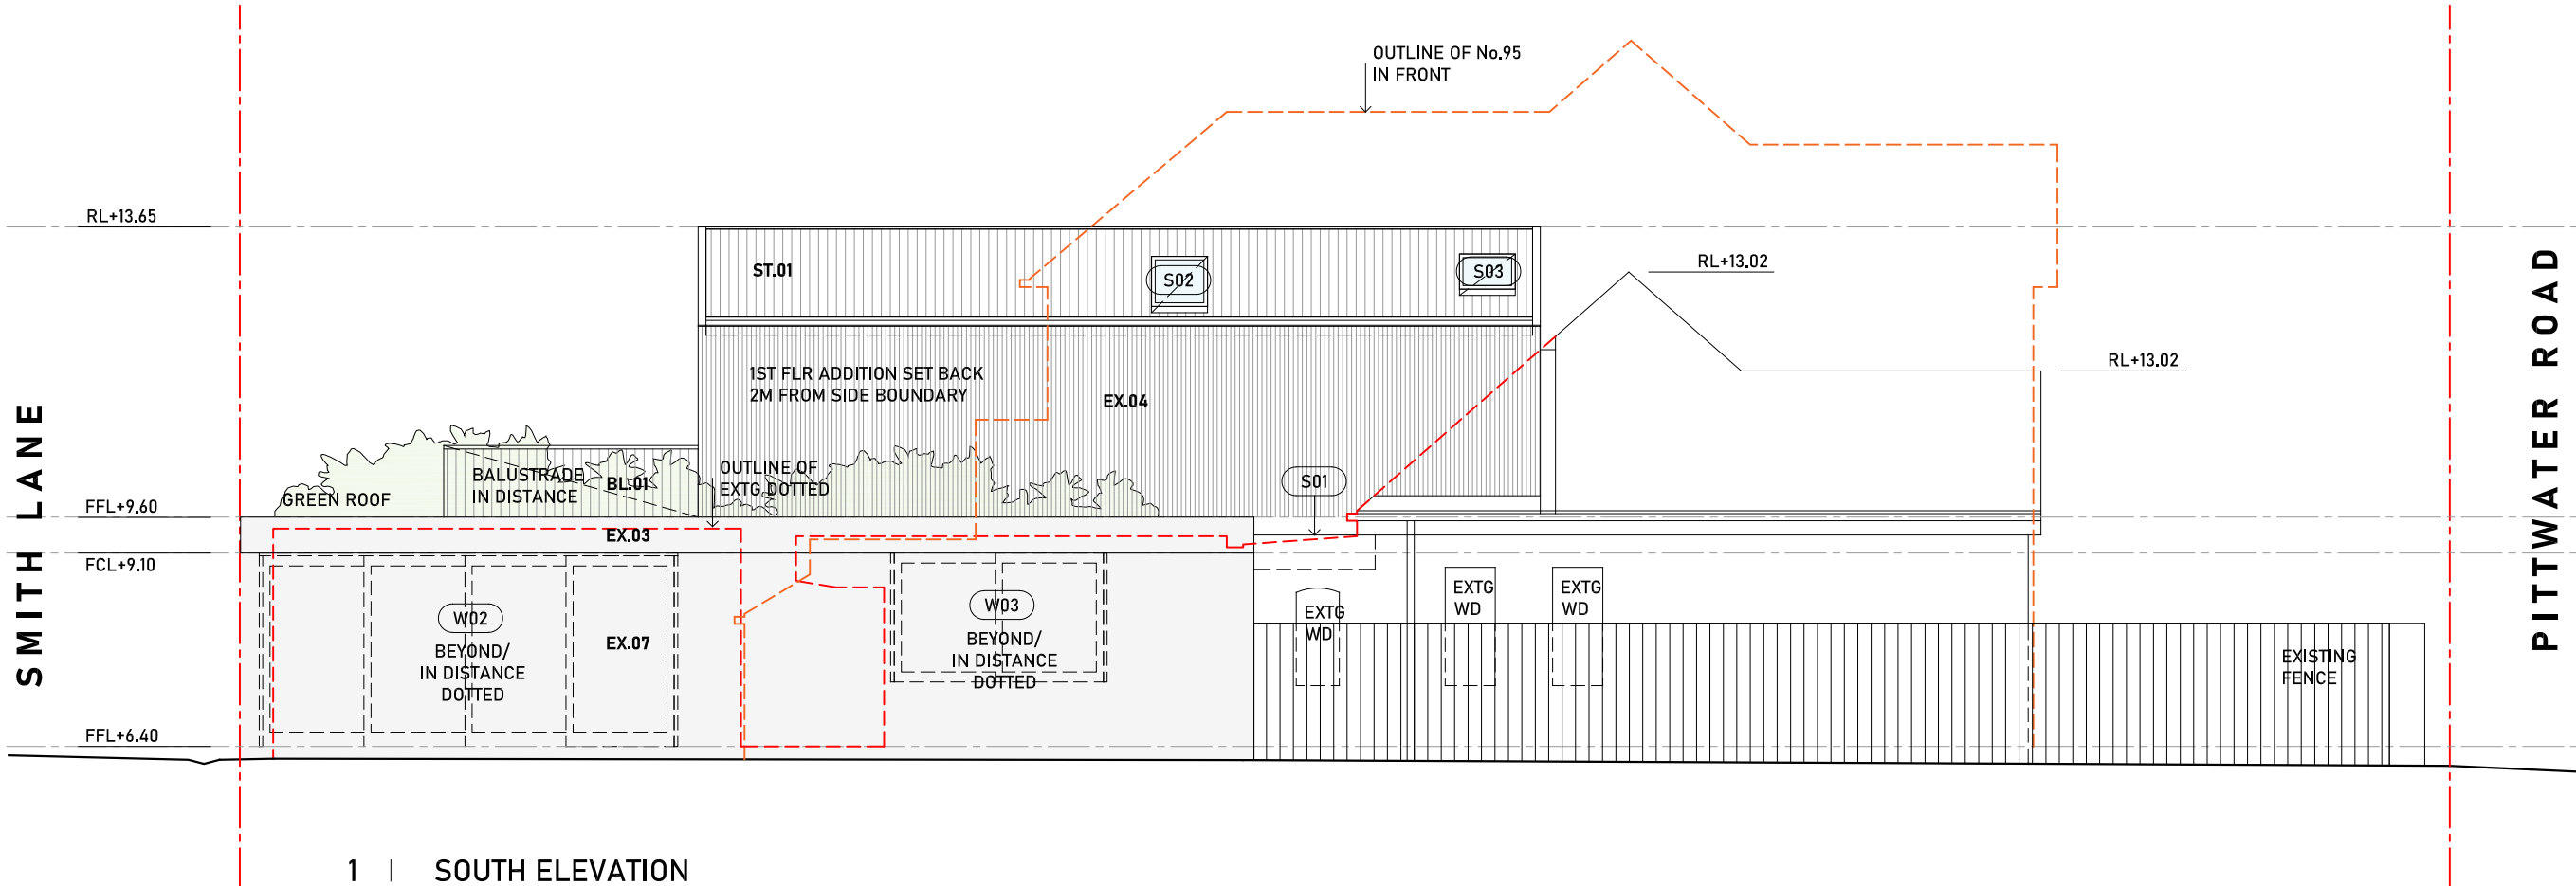 OUTLINE OF No.95
IN FRONT
RL+13.65
ST.01
S02
S03
RL+13.02
RL+13.02
1ST FLR ADDITION SET BACK
2M FROM SIDE BOUNDARY
EX.04
SMITH LANE
PITTWATER ROAD
GREEN ROOF
BALUSTRADE
IN DISTANCE
BL.01
OUTLINE OF
EXTG DOTTED
S01
FFL+9.60
EX.03
FCL+9.10
W02
BEYOND/
IN DISTANCE
DOTTED
EX.07
W03
BEYOND/
IN DISTANCE
DOTTED
EXTG
WD
EXTG
WD
EXTG
WD
EXISTING
FENCE
FFL+6.40
1 | SOUTH ELEVATION